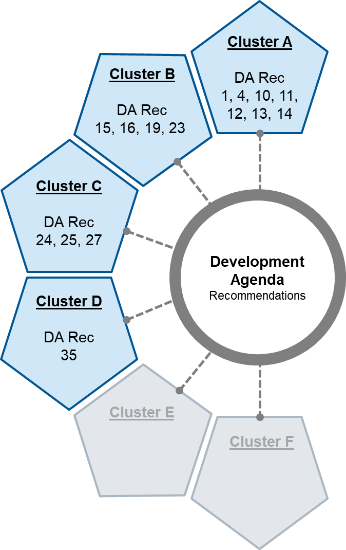 Cluster A
DA Rec
1, 4, 10, 11,
12, 13, 14
Cluster B
DA Rec
15, 16, 19, 23
Cluster C
DA Rec
24, 25, 27
Development
Agenda
Recommendations
Cluster D
DA Rec
35
Cluster E
Cluster F